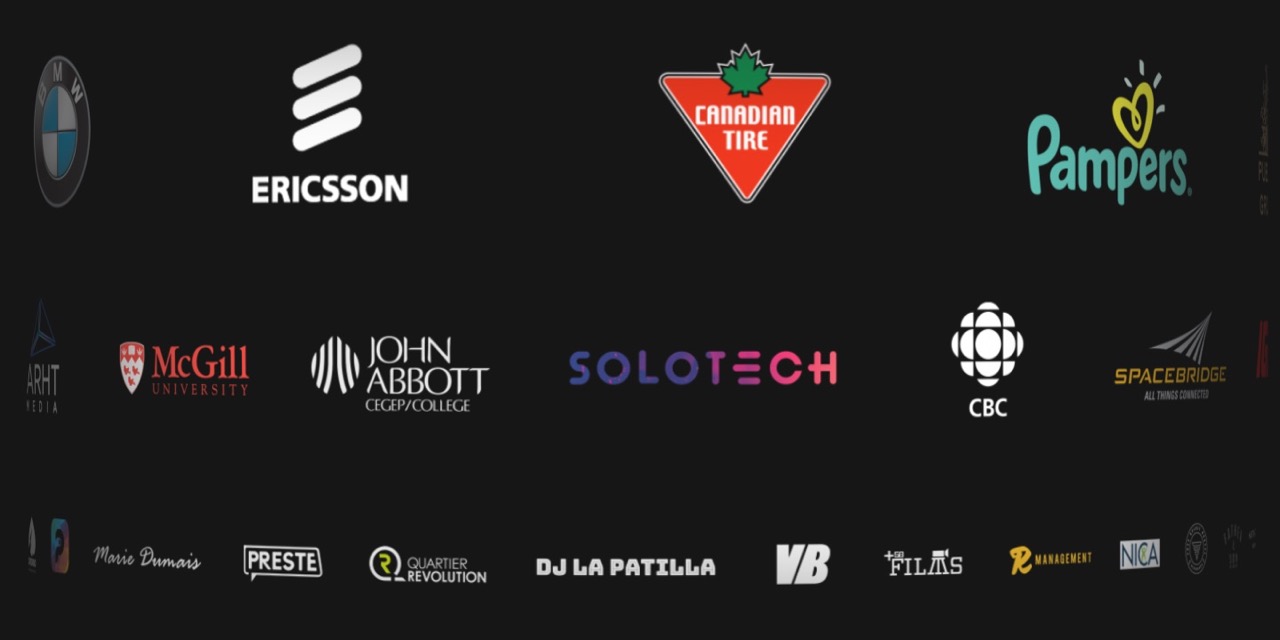 BMW
ERICSSON
CANADIAN
TIRE
Pampers
ARHT
MEDIA
McGill
UNIVERSITY
JOHN
ABBOTT
CEGEP/COLLEGE
SOLOTECH
CBC
SPACEBRIDGE
ALL THINGS CONNECTED
Marie Dumais
PRESTE
QUARTIER
REVOLUTION
DJ LA PATILLA
VB
FILMS
R MANAGEMENT
NICA